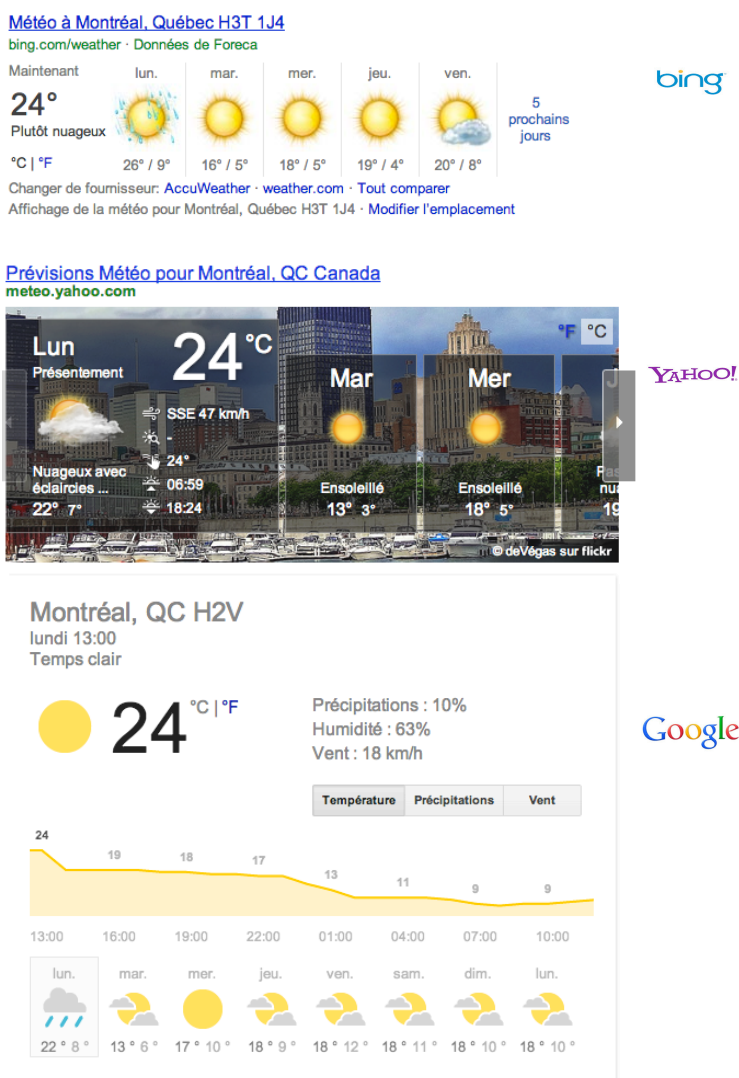 Météo à Montréal, Québec H3T 1J4
bing.com/weather · Données de Foreca
Maintenant
24°
Plutôt nuageux
°C | °F
lun. mar. mer. jeu. ven.
26° / 9° 16° / 5° 18° / 5° 19° / 4° 20° / 8°
5
prochains
jours
Changer de fournisseur: AccuWeather · weather.com · Tout comparer
Affichage de la météo pour Montréal, Québec H3T 1J4 · Modifier l'emplacement
bing
Prévisions Météo pour Montréal, QC Canada
meteo.yahoo.com
°F °C
Lun
Présentement
24°C
SSE 47 km/h
-
24°
06:59
18:24
Nuageux avec
éclaircies ...
22° 7°
Mar
Ensoleillé
13° 3°
Mer
Ensoleillé
18° 5°
J
Pas
nua
19
© deVégas sur flickr
YAHOO!
Montréal, QC H2V
lundi 13:00
Temps clair
24 °C | °F
Précipitations : 10%
Humidité : 63%
Vent : 18 km/h
Température Précipitations Vent
24 19 18 17 13 11 9 9
13:00 16:00 19:00 22:00 01:00 04:00 07:00 10:00
lun. mar. mer. jeu. ven. sam. dim. lun.
22 ° 8 ° 13 ° 6 ° 17 ° 10 ° 18 ° 9 ° 18 ° 12 ° 18 ° 11 ° 18 ° 10 ° 18 ° 10 °
Google